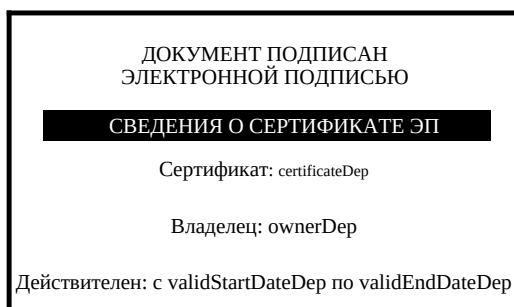 ДОКУМЕНТ ПОДПИСАН
ЭЛЕКТРОННОЙ ПОДПИСЬЮ
СВЕДЕНИЯ О СЕРТИФИКАТЕ ЭП
Сертификат: certificateDep
Владелец: ownerDep
Действителен: с validStartDateDep по validEndDateDep